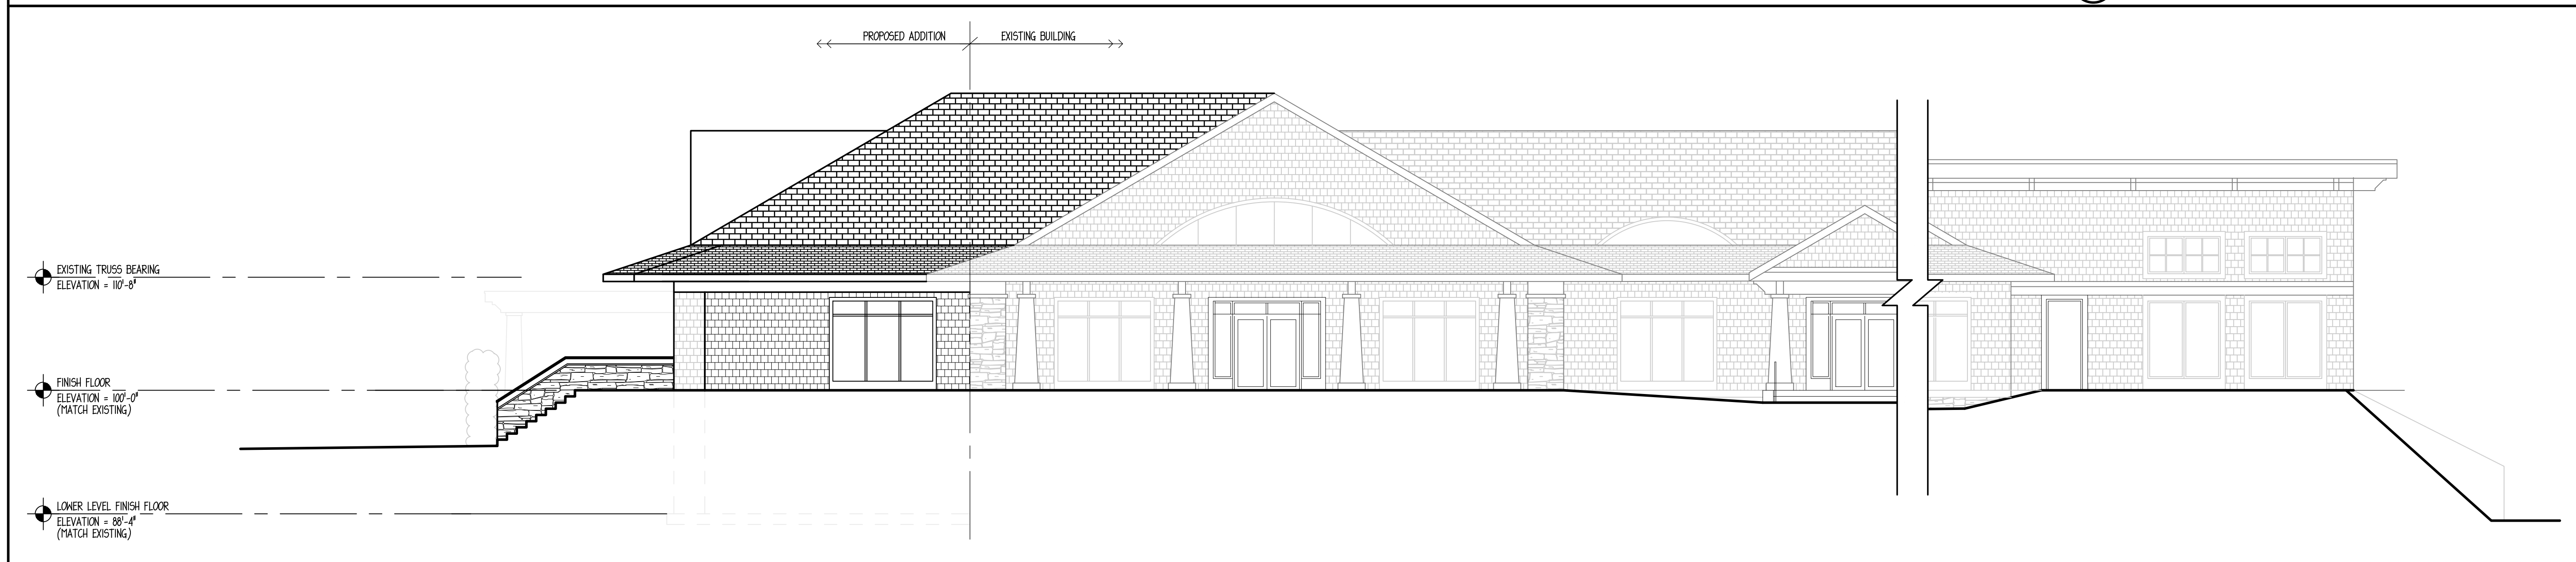 PROPOSED ADDITION
EXISTING BUILDING
EXISTING TRUSS BEARING
ELEVATION = 110'-8"
FINISH FLOOR
ELEVATION = 100'-0"
(MATCH EXISTING)
LOWER LEVEL FINISH FLOOR
ELEVATION = 88'-4"
(MATCH EXISTING)